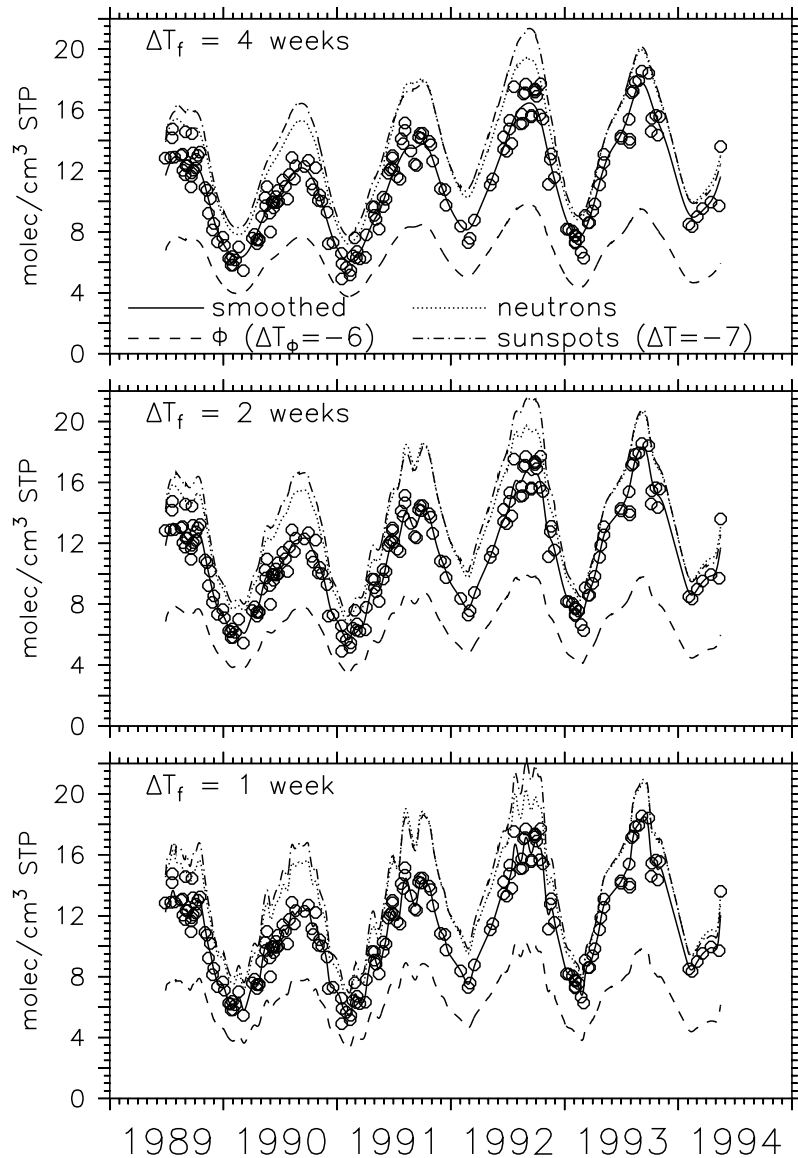 ΔT_f = 4 weeks
20
16
12
8
4
0
molec/cm³ STP
smoothed
neutrons
Φ (ΔT_Φ=−6)
sunspots (ΔT=−7)
ΔT_f = 2 weeks
20
16
12
8
4
0
molec/cm³ STP
ΔT_f = 1 week
20
16
12
8
4
0
molec/cm³ STP
1989 1990 1991 1992 1993 1994